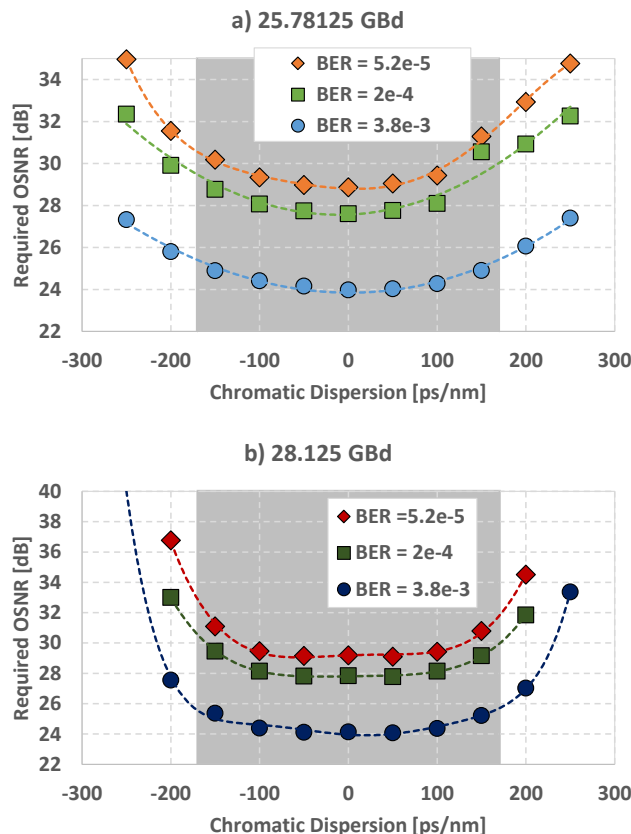 a) 25.78125 GBd
Required OSNR [dB]
34
32
30
28
26
24
22
BER = 5.2e-5
BER = 2e-4
BER = 3.8e-3
-300 -200 -100 0 100 200 300
Chromatic Dispersion [ps/nm]
b) 28.125 GBd
Required OSNR [dB]
40
38
36
34
32
30
28
26
24
22
BER =5.2e-5
BER = 2e-4
BER = 3.8e-3
-300 -200 -100 0 100 200 300
Chromatic Dispersion [ps/nm]